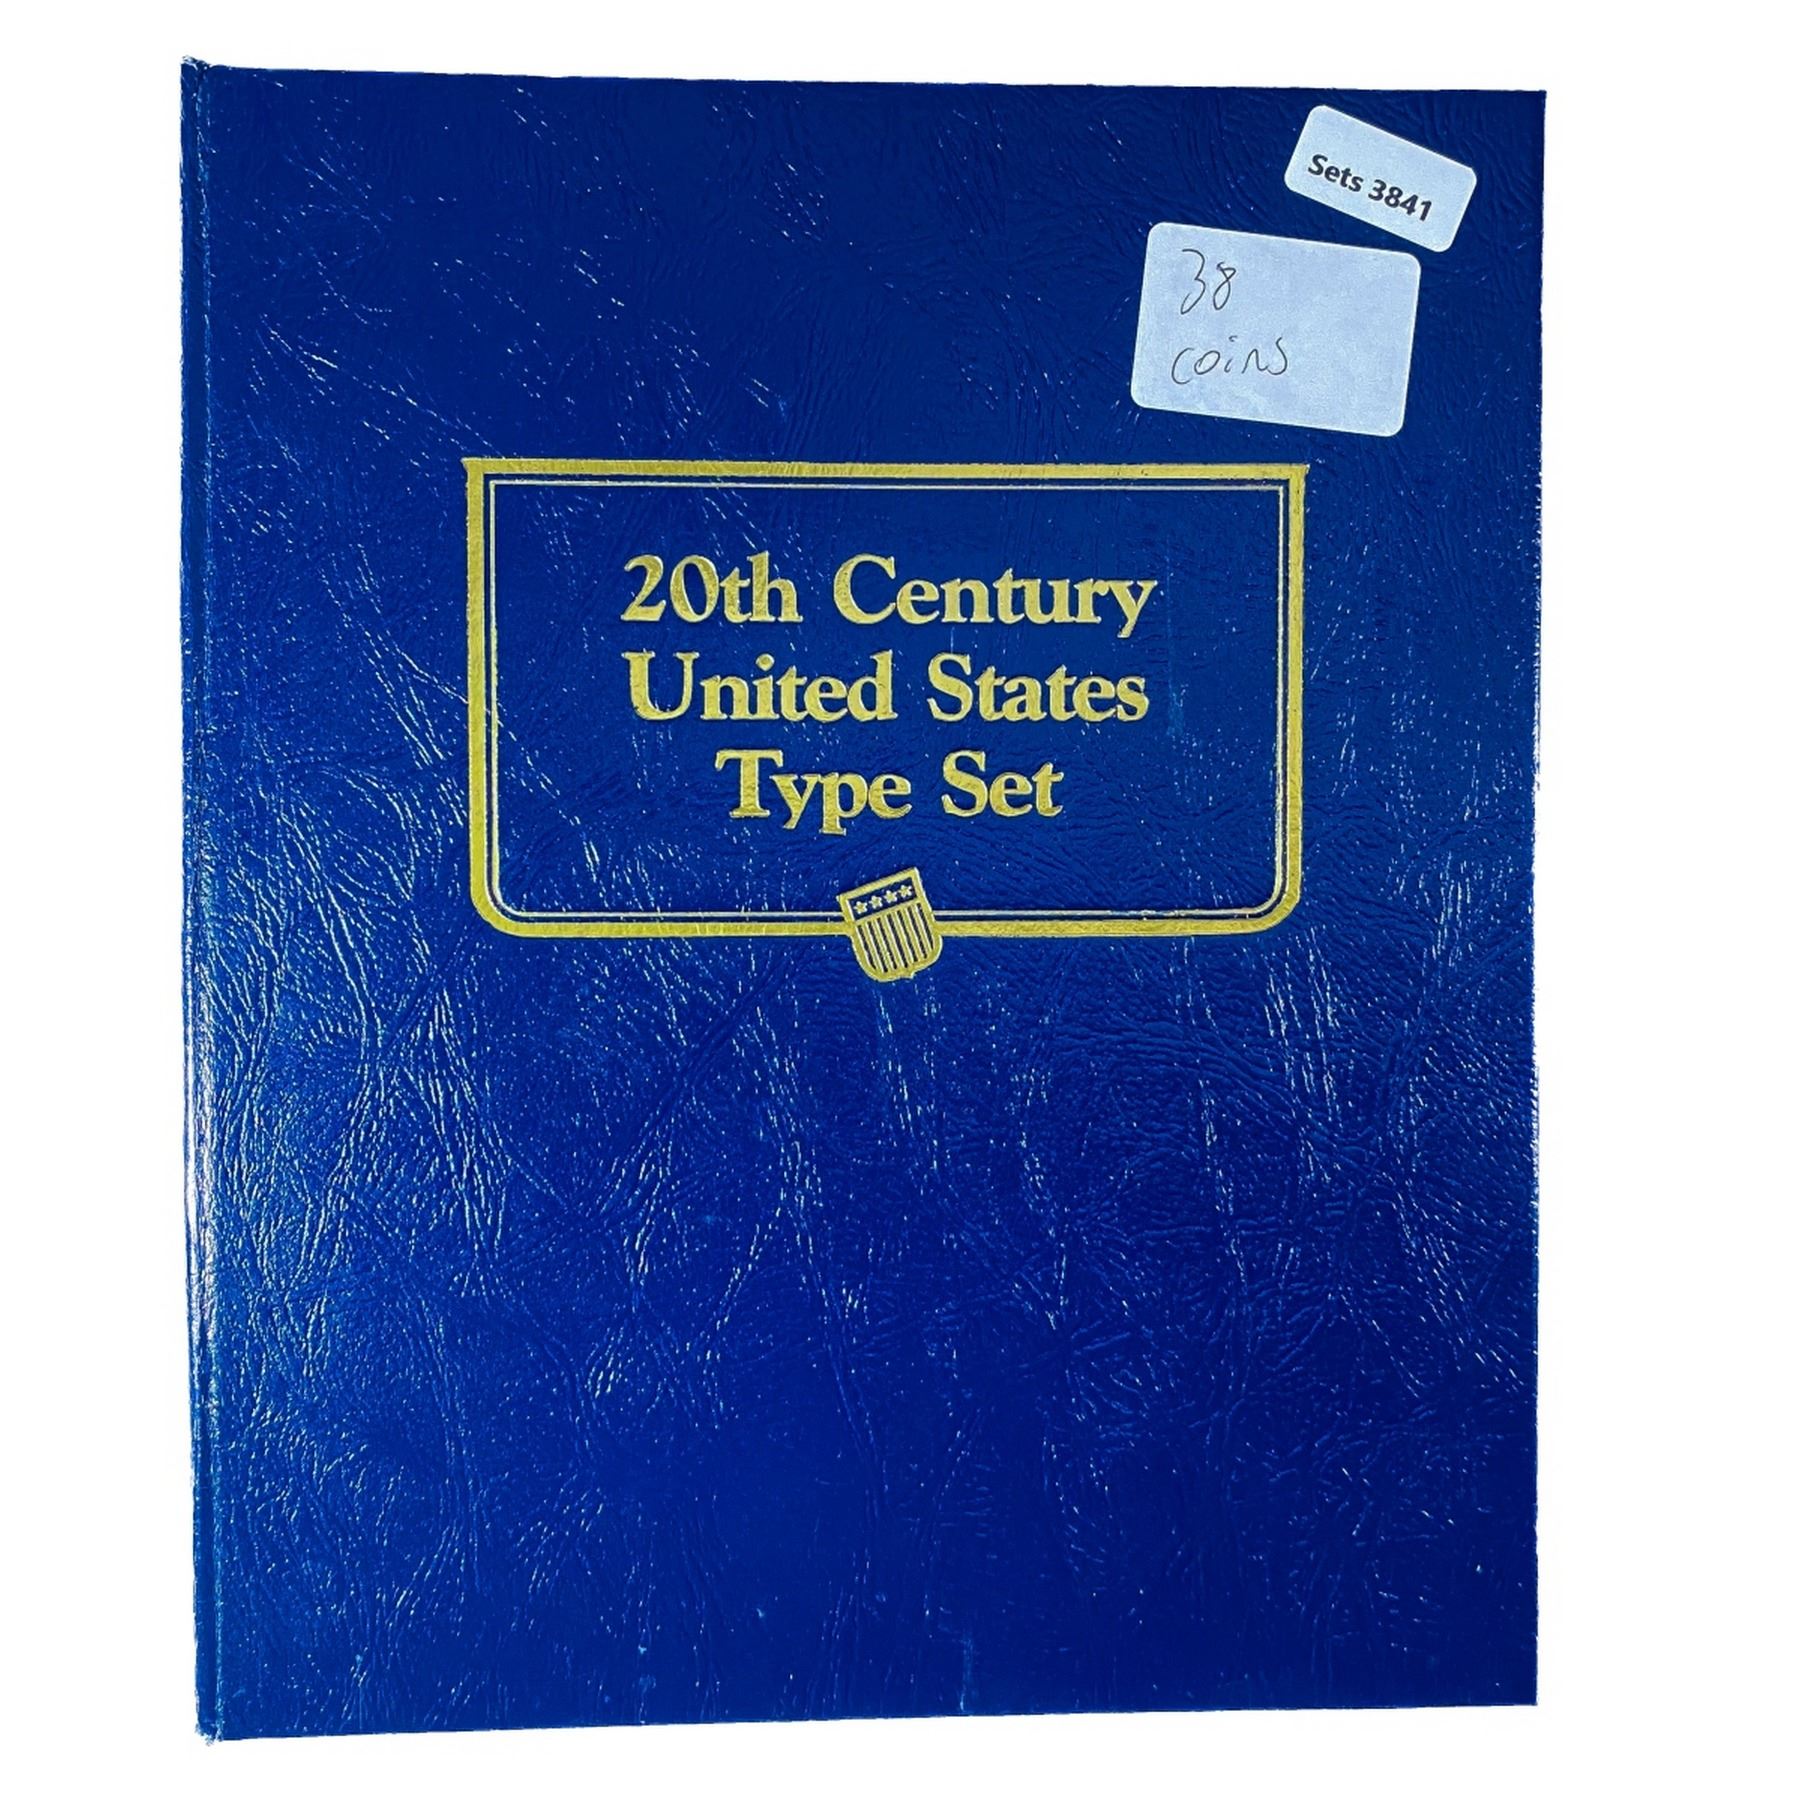 Sets 3841
38
coins
20th Century
United States
Type Set